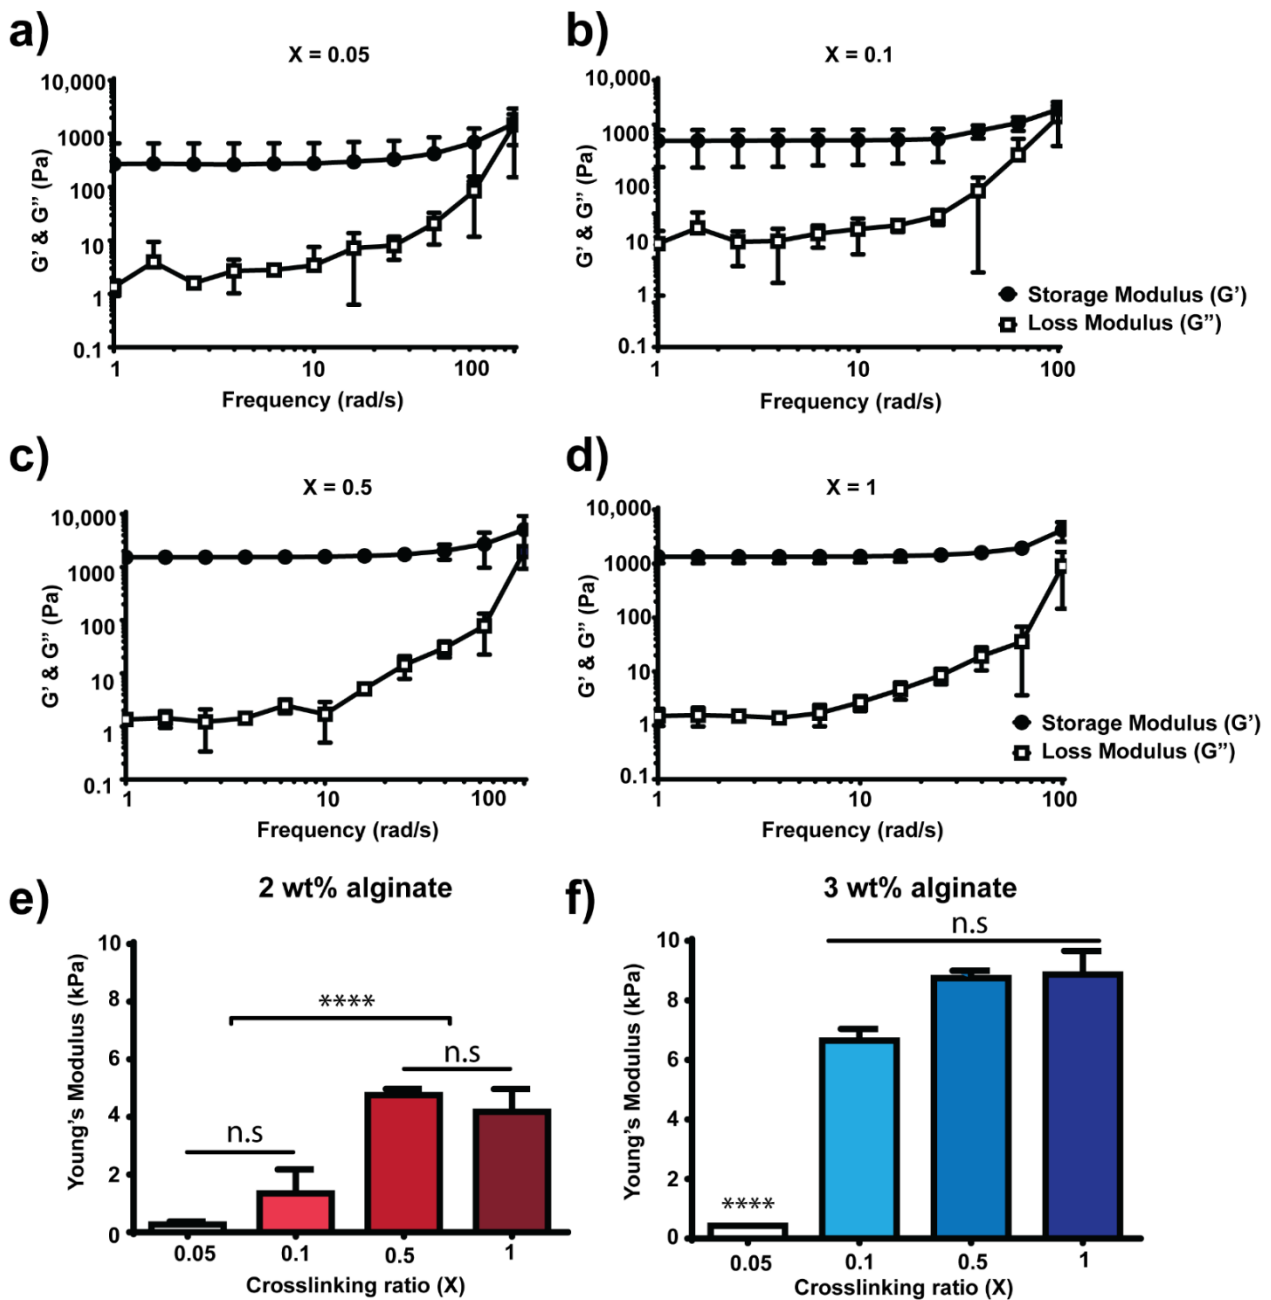 a)
X = 0.05
10,000
1000
100
10
1
0.1
G' & G'' (Pa)
1
10
100
Frequency (rad/s)
b)
X = 0.1
10,000
1000
100
10
1
0.1
G' & G'' (Pa)
Storage Modulus (G')
Loss Modulus (G'')
1
10
100
Frequency (rad/s)
c)
X = 0.5
10,000
1000
100
10
1
0.1
G' & G'' (Pa)
1
10
100
Frequency (rad/s)
d)
X = 1
10,000
1000
100
10
1
0.1
G' & G'' (Pa)
Storage Modulus (G')
Loss Modulus (G'')
1
10
100
Frequency (rad/s)
e)
2 wt% alginate
Young's Modulus (kPa)
10
8
6
4
2
0
****
n.s
n.s
0.05
0.1
0.5
1
Crosslinking ratio (X)
f)
3 wt% alginate
Young's Modulus (kPa)
10
8
6
4
2
0
n.s
****
0.05
0.1
0.5
1
Crosslinking ratio (X)